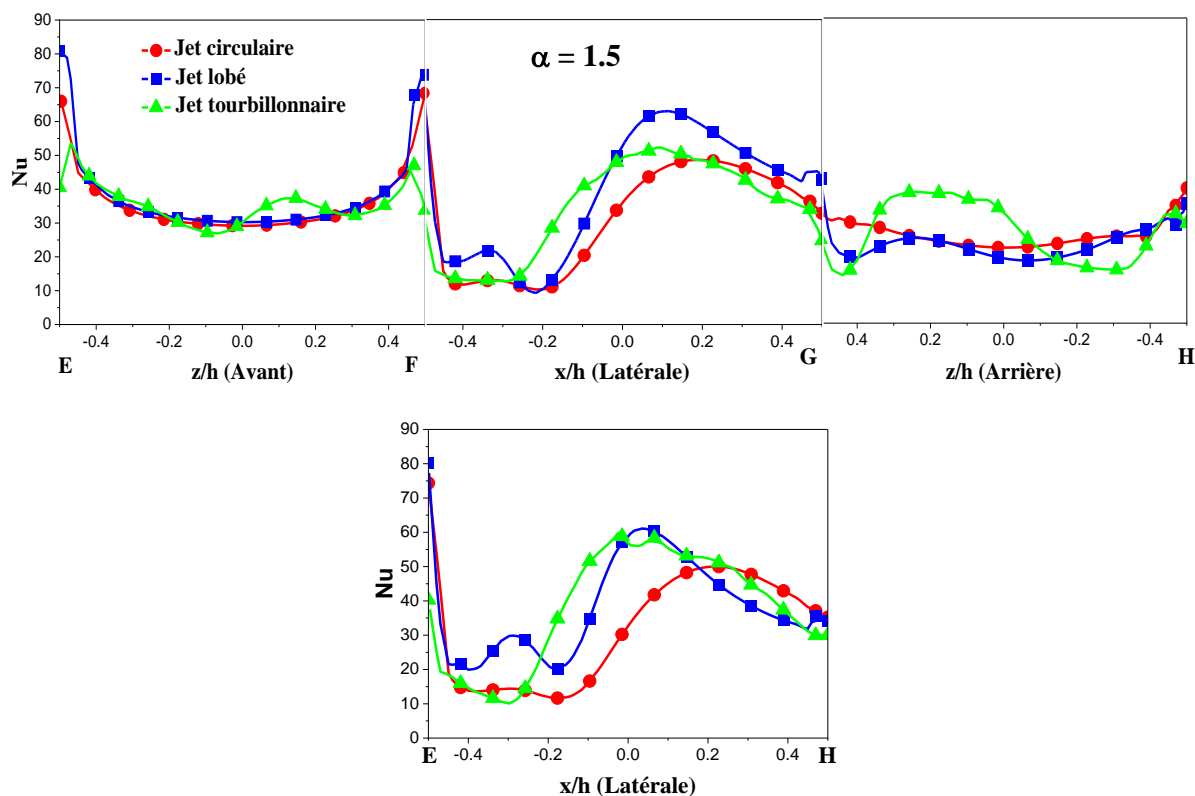 90
80
70
60
50
40
30
20
10
0
Nu
Jet circulaire
Jet lobé
Jet tourbillonnaire
α = 1.5
-0.4 -0.2 0.0 0.2 0.4
E F
z/h (Avant)
-0.4 -0.2 0.0 0.2 0.4
G
x/h (Latérale)
0.4 0.2 0.0 -0.2 -0.4
H
z/h (Arrière)
90
80
70
60
50
40
30
20
10
0
Nu
E -0.4 -0.2 0.0 0.2 0.4 H
x/h (Latérale)